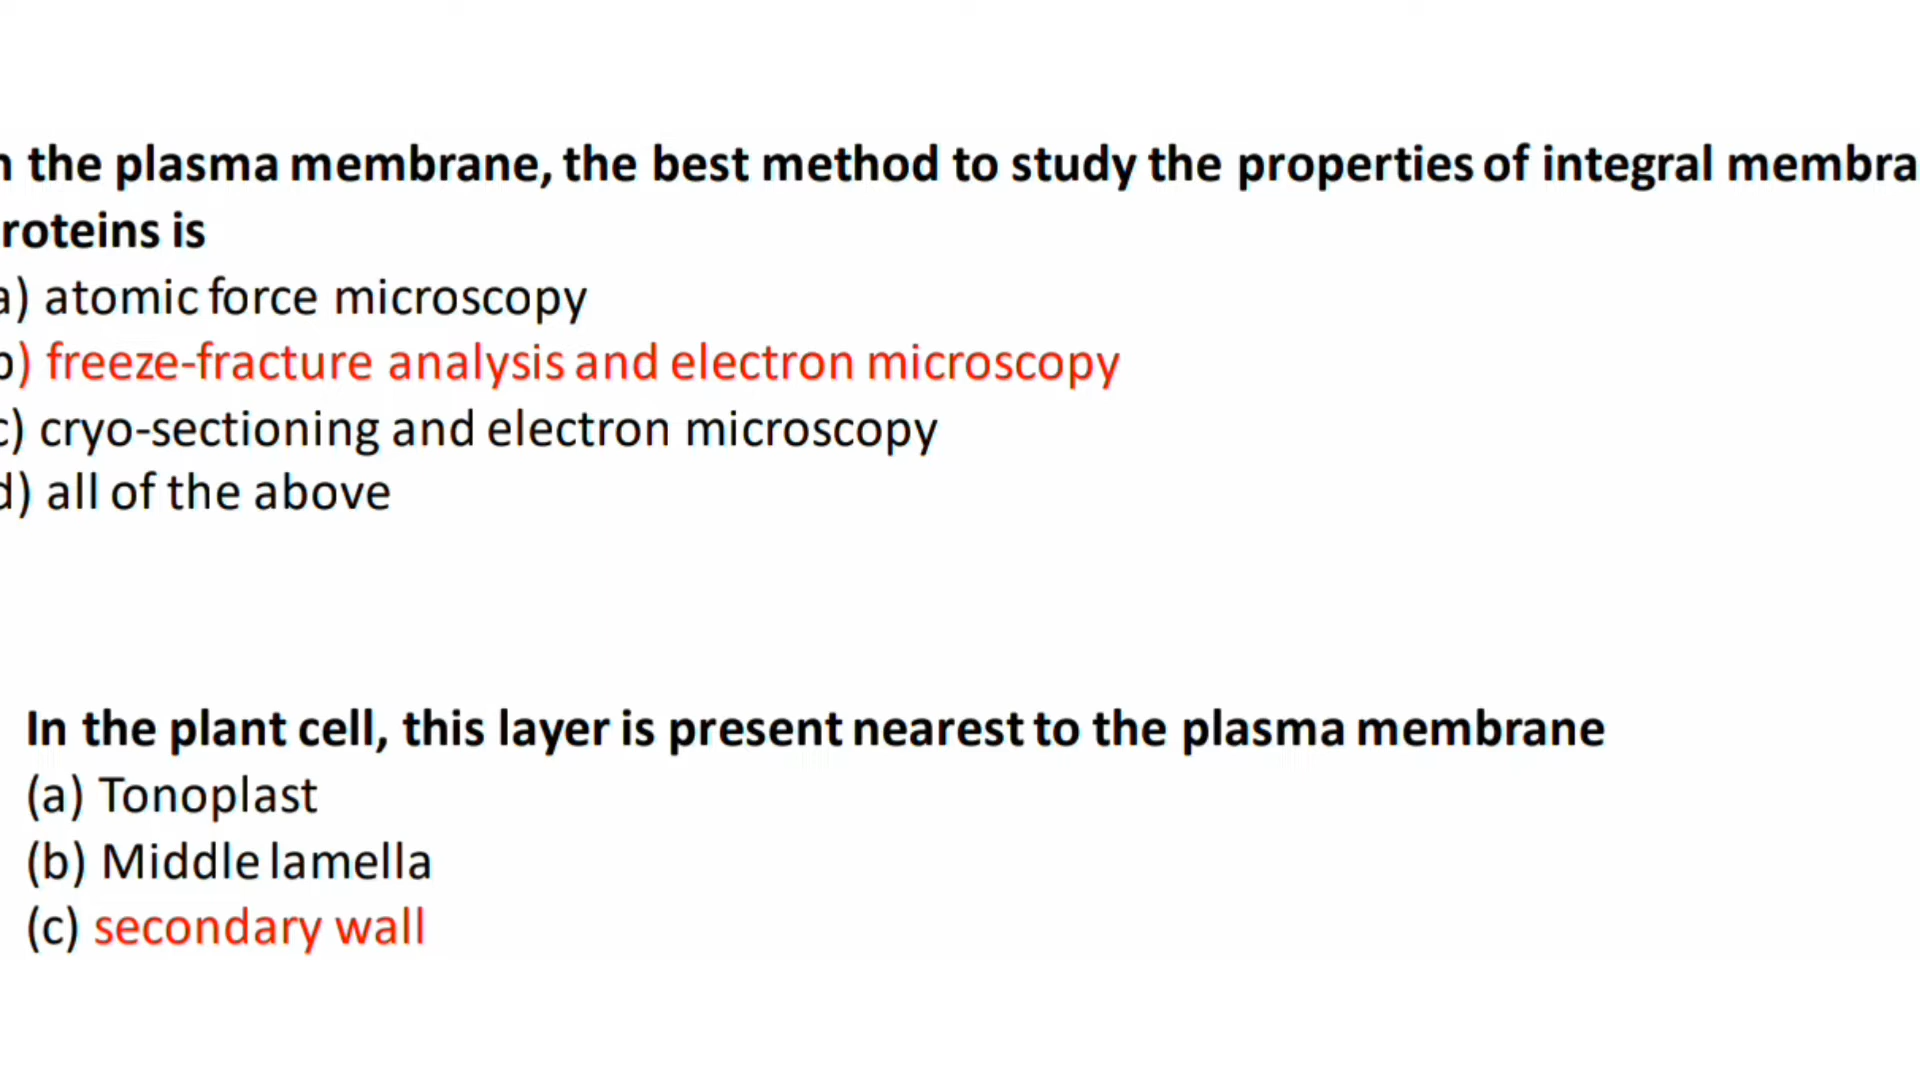 n the plasma membrane, the best method to study the properties of integral membra
roteins is
a) atomic force microscopy
b) freeze-fracture analysis and electron microscopy
c) cryo-sectioning and electron microscopy
d) all of the above
In the plant cell, this layer is present nearest to the plasma membrane
(a) Tonoplast
(b) Middle lamella
(c) secondary wall